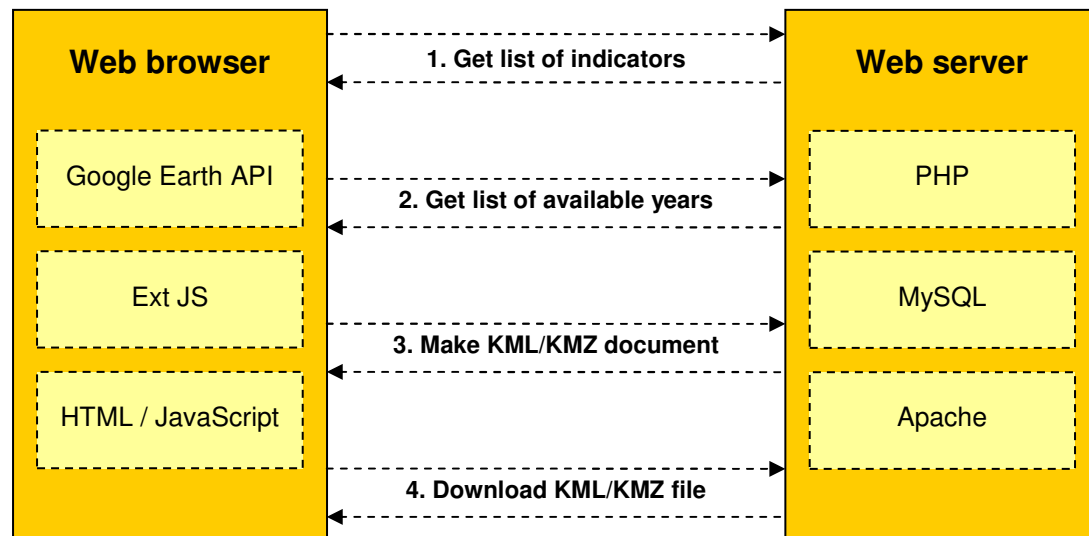 Web browser
Google Earth API
Ext JS
HTML / JavaScript
1. Get list of indicators
2. Get list of available years
3. Make KML/KMZ document
4. Download KML/KMZ file
Web server
PHP
MySQL
Apache